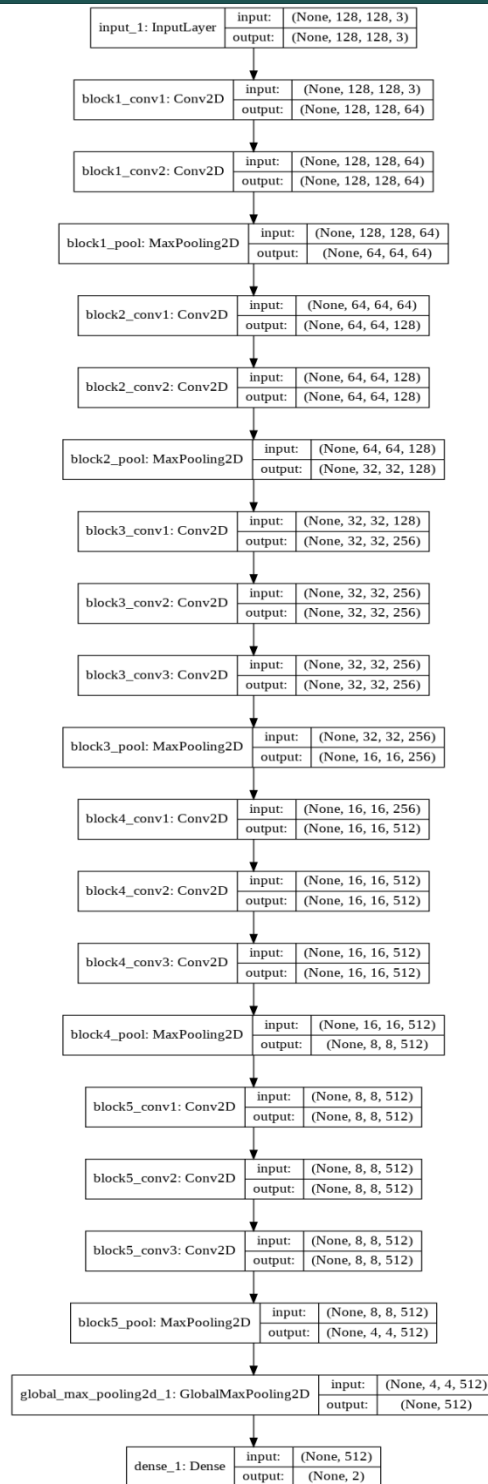 input_1: InputLayer
input: (None, 128, 128, 3)
output: (None, 128, 128, 3)
block1_conv1: Conv2D
input: (None, 128, 128, 3)
output: (None, 128, 128, 64)
block1_conv2: Conv2D
input: (None, 128, 128, 64)
output: (None, 128, 128, 64)
block1_pool: MaxPooling2D
input: (None, 128, 128, 64)
output: (None, 64, 64, 64)
block2_conv1: Conv2D
input: (None, 64, 64, 64)
output: (None, 64, 64, 128)
block2_conv2: Conv2D
input: (None, 64, 64, 128)
output: (None, 64, 64, 128)
block2_pool: MaxPooling2D
input: (None, 64, 64, 128)
output: (None, 32, 32, 128)
block3_conv1: Conv2D
input: (None, 32, 32, 128)
output: (None, 32, 32, 256)
block3_conv2: Conv2D
input: (None, 32, 32, 256)
output: (None, 32, 32, 256)
block3_conv3: Conv2D
input: (None, 32, 32, 256)
output: (None, 32, 32, 256)
block3_pool: MaxPooling2D
input: (None, 32, 32, 256)
output: (None, 16, 16, 256)
block4_conv1: Conv2D
input: (None, 16, 16, 256)
output: (None, 16, 16, 512)
block4_conv2: Conv2D
input: (None, 16, 16, 512)
output: (None, 16, 16, 512)
block4_conv3: Conv2D
input: (None, 16, 16, 512)
output: (None, 16, 16, 512)
block4_pool: MaxPooling2D
input: (None, 16, 16, 512)
output: (None, 8, 8, 512)
block5_conv1: Conv2D
input: (None, 8, 8, 512)
output: (None, 8, 8, 512)
block5_conv2: Conv2D
input: (None, 8, 8, 512)
output: (None, 8, 8, 512)
block5_conv3: Conv2D
input: (None, 8, 8, 512)
output: (None, 8, 8, 512)
block5_pool: MaxPooling2D
input: (None, 8, 8, 512)
output: (None, 4, 4, 512)
global_max_pooling2d_1: GlobalMaxPooling2D
input: (None, 4, 4, 512)
output: (None, 512)
dense_1: Dense
input: (None, 512)
output: (None, 2)